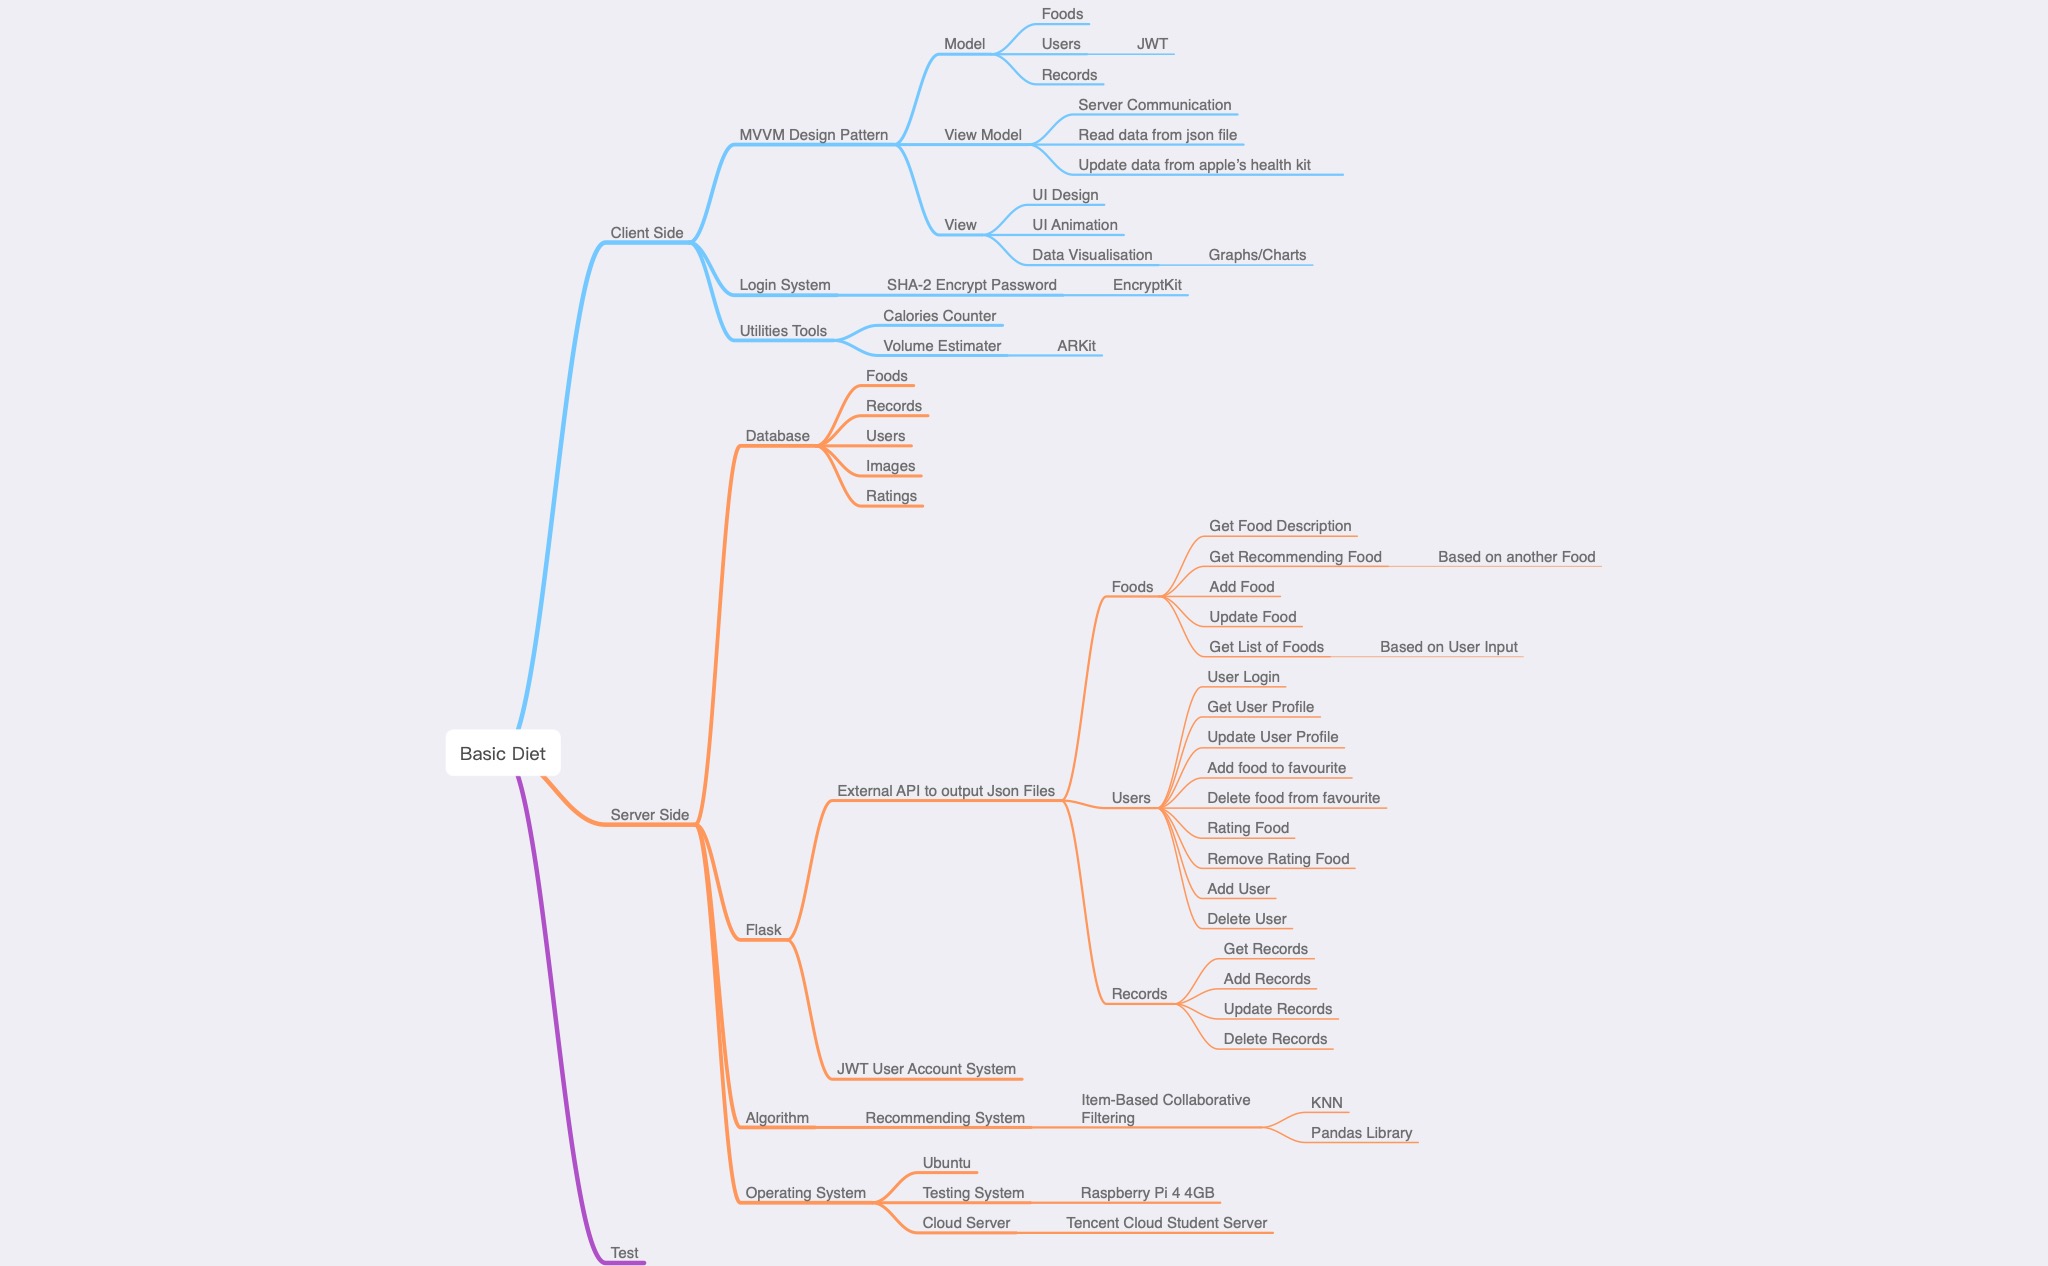 Foods
Model
Users
JWT
Records
Server Communication
MVVM Design Pattern
View Model
Read data from json file
Update data from apple’s health kit
UI Design
View
UI Animation
Client Side
Data Visualisation
Graphs/Charts
Login System
SHA-2 Encrypt Password
EncryptKit
Calories Counter
Utilities Tools
Volume Estimater
ARKit
Foods
Records
Database
Users
Images
Ratings
Get Food Description
Get Recommending Food
Based on another Food
Foods
Add Food
Update Food
Get List of Foods
Based on User Input
User Login
Get User Profile
Update User Profile
Basic Diet
Add food to favourite
External API to output Json Files
Users
Delete food from favourite
Server Side
Rating Food
Remove Rating Food
Add User
Delete User
Flask
Get Records
Add Records
Records
Update Records
Delete Records
JWT User Account System
Algorithm
Recommending System
Item-Based Collaborative
Filtering
KNN
Pandas Library
Ubuntu
Operating System
Testing System
Raspberry Pi 4 4GB
Cloud Server
Tencent Cloud Student Server
Test